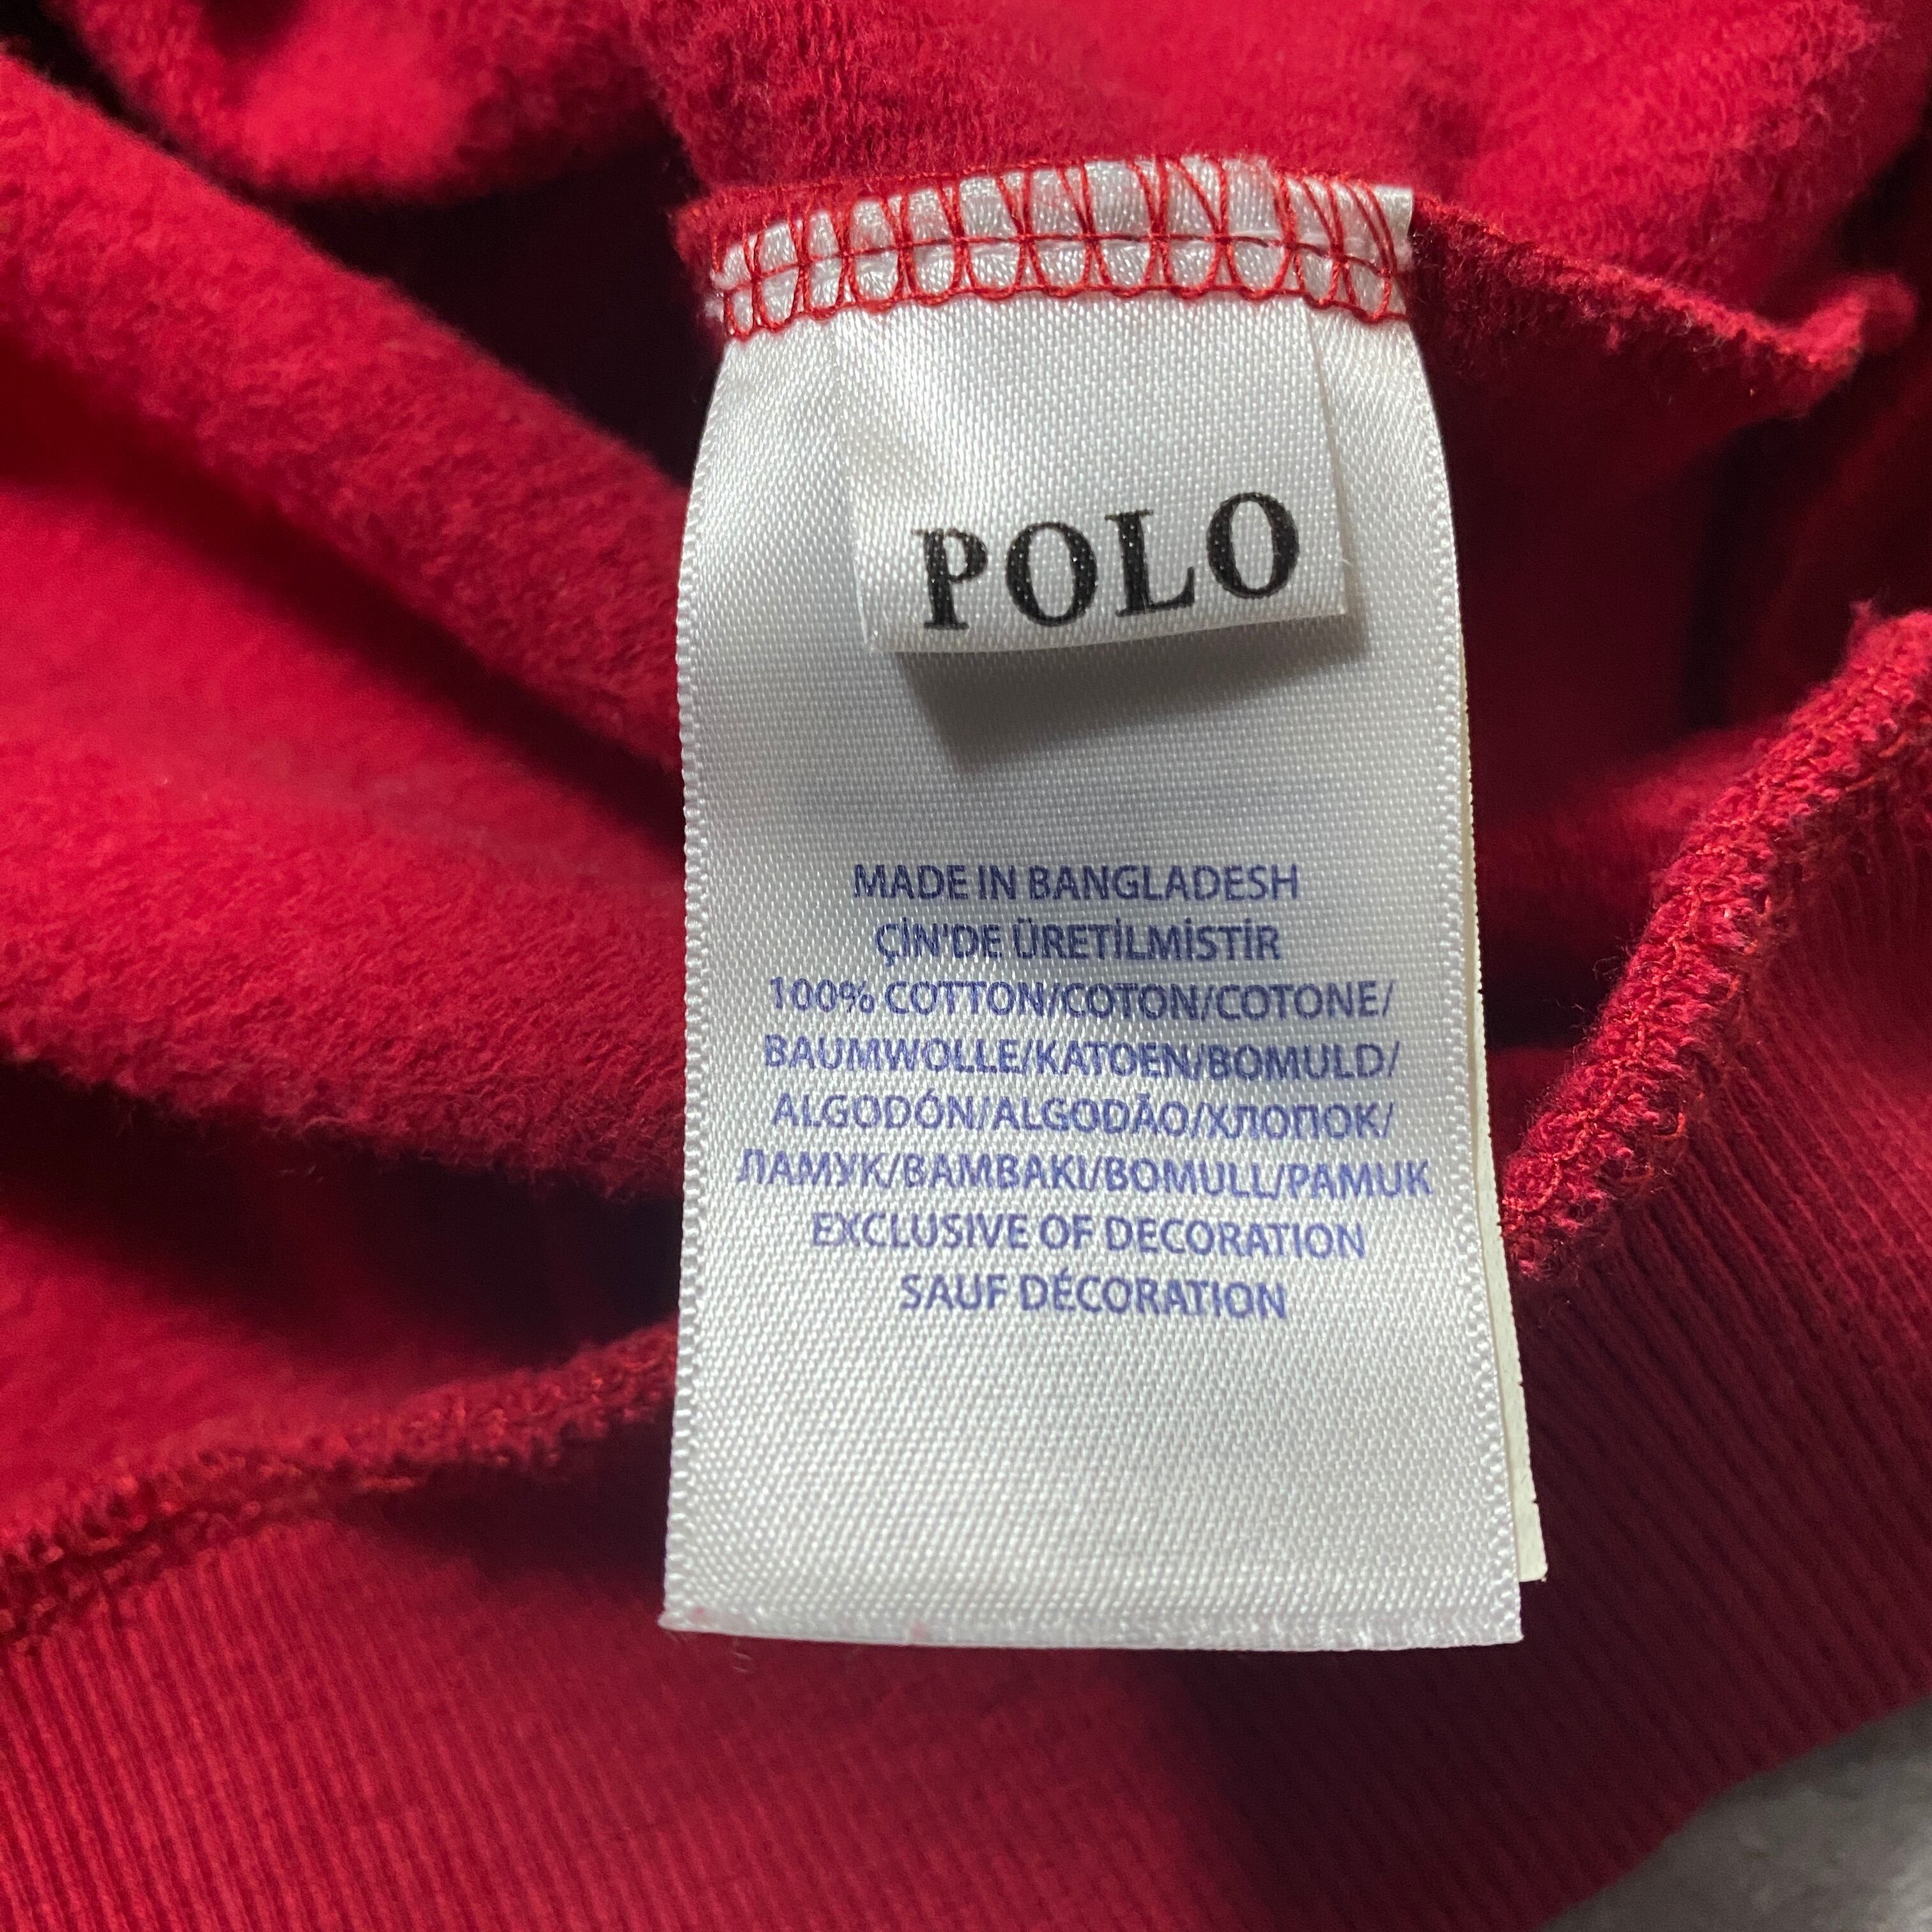 POLO
MADE IN BANGLADESH
ÇİN'DE ÜRETİLMİSTİR
100% COTTON/COTON/COTONE/
BAUMWOLLE/KATOEN/BOMULD/
ALGODÓN/ALGODÃO/ХЛОПОК/
ПАМУК/BAMBAKI/BOMULL/PAMUK
EXCLUSIVE OF DECORATION
SAUF DÉCORATION